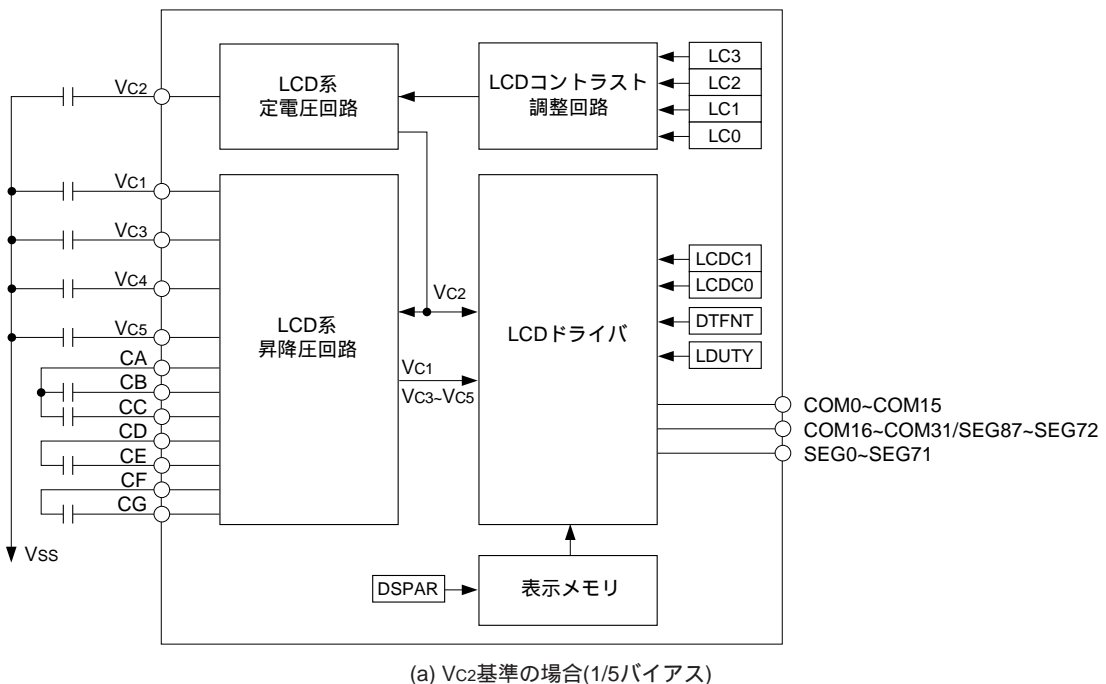 LCD系
定電圧回路
LCDコントラスト
調整回路
LC3
LC2
LC1
LC0
VC2
VC1
VC3
VC4
VC5
CA
CB
CC
CD
CE
CF
CG
VSS
LCD系
昇降圧回路
VC2
VC1
VC3~VC5
LCDドライバ
LCDC1
LCDC0
DTFNT
LDUTY
COM0~COM15
COM16~COM31/SEG87~SEG72
SEG0~SEG71
DSPAR
表示メモリ
(a) VC2基準の場合(1/5バイアス)